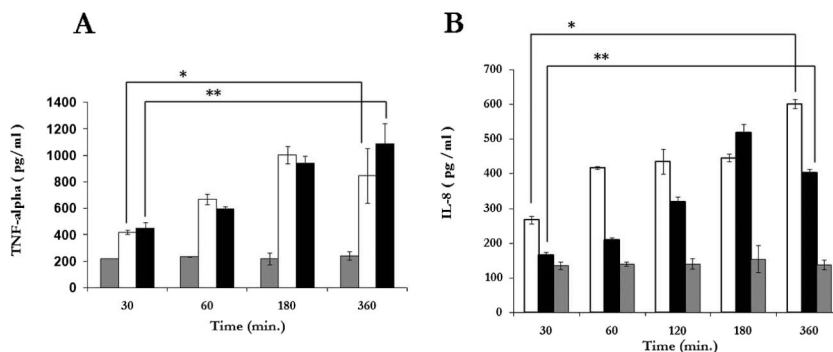 A
*
**
1400
1200
1000
800
600
400
200
0
TNF-alpha ( pg/ml )
30 60 180 360
Time (min.)
B
*
**
700
600
500
400
300
200
100
0
IL-8 ( pg /ml )
30 60 120 180 360
Time (min.)